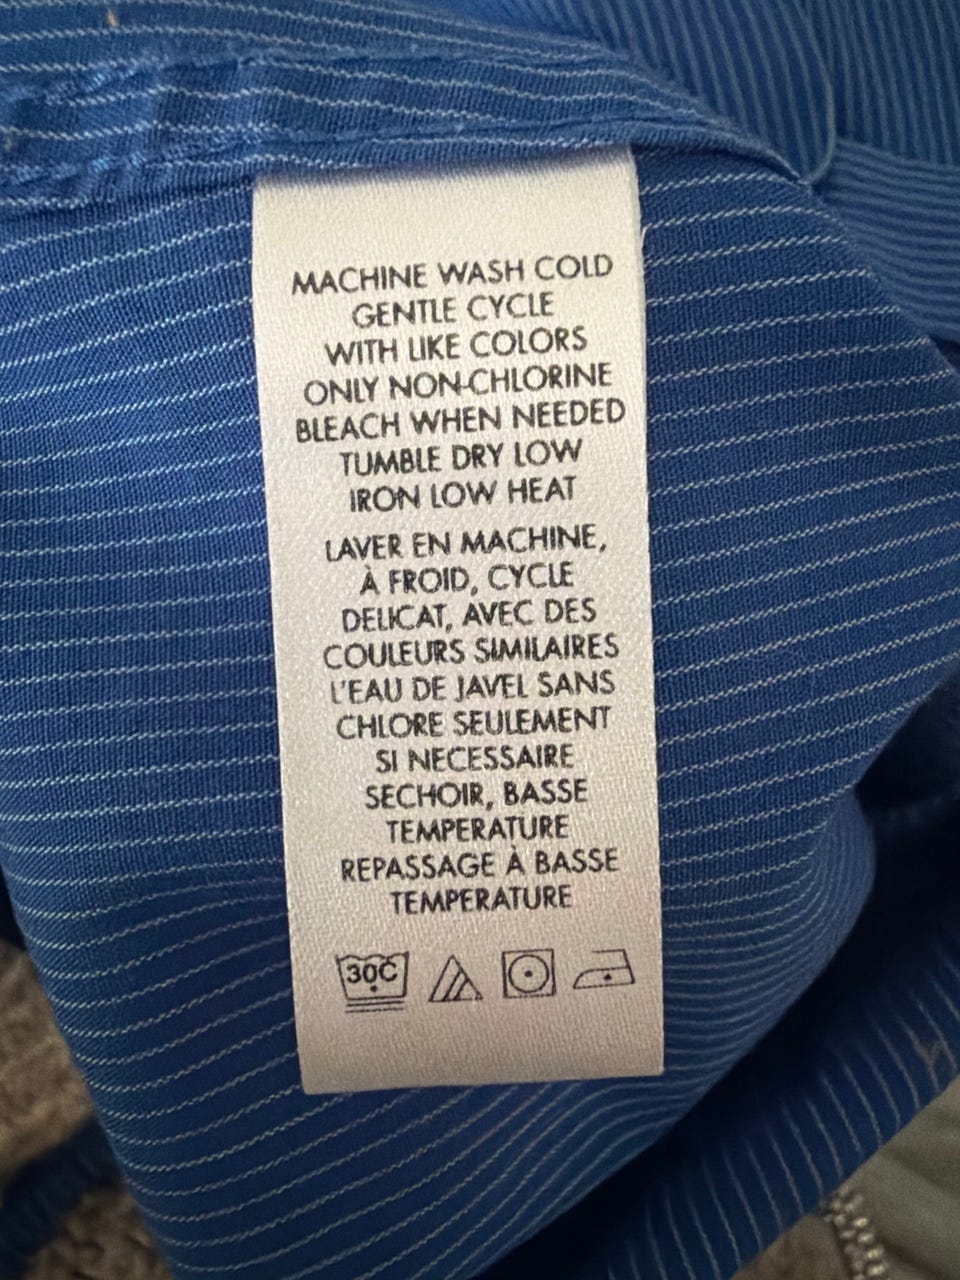 MACHINE WASH COLD
GENTLE CYCLE
WITH LIKE COLORS
ONLY NON-CHLORINE
BLEACH WHEN NEEDED
TUMBLE DRY LOW
IRON LOW HEAT
LAVER EN MACHINE,
À FROID, CYCLE
DELICAT, AVEC DES
COULEURS SIMILAIRES
L'EAU DE JAVEL SANS
CHLORE SEULEMENT
SI NECESSAIRE
SECHOIR, BASSE
TEMPERATURE
REPASSAGE À BASSE
TEMPERATURE
30C